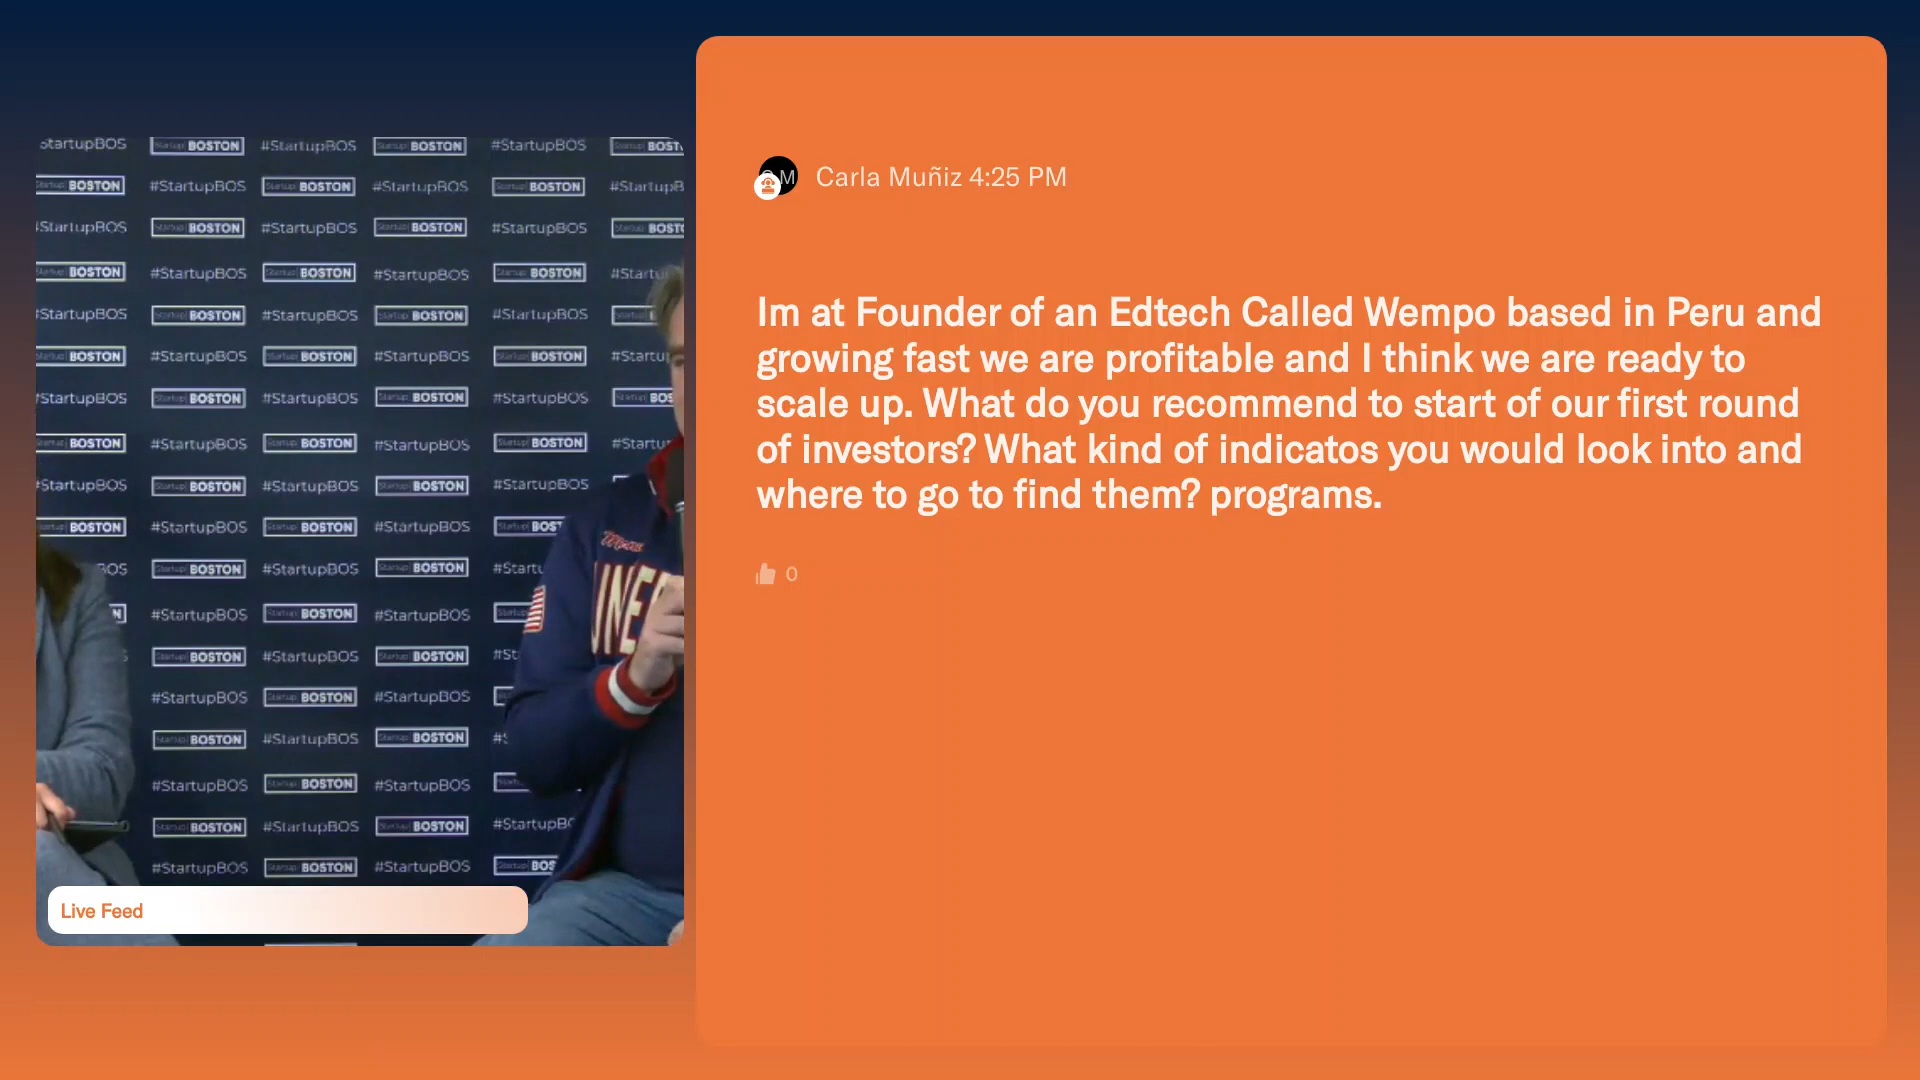 Carla Muñiz 4:25 PM
Im at Founder of an Edtech Called Wempo based in Peru and
growing fast we are profitable and I think we are ready to
scale up. What do you recommend to start of our first round
of investors? What kind of indicatos you would look into and
where to go to find them? programs.
0
#StartupBOS
Startup BOSTON
Live Feed